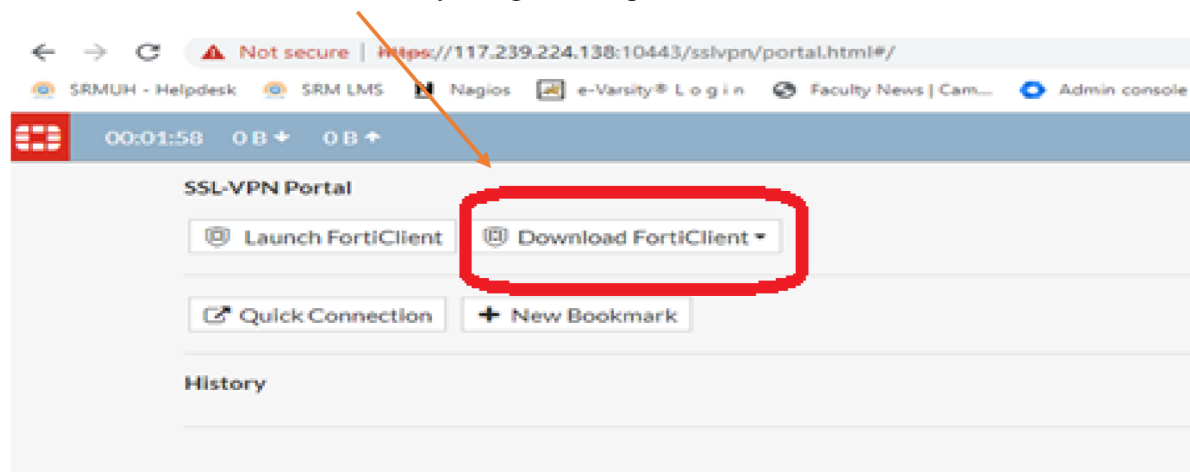 Not secure | https://117.239.224.138:10443/sslvpn/portal.html#/
SRMUH - Helpdesk SRM LMS Nagios e-Varsity® L o g i n Faculty News | Cam... Admin console
00:01:58 0 B 0 B
SSL-VPN Portal
Launch FortiClient Download FortiClient
Quick Connection + New Bookmark
History